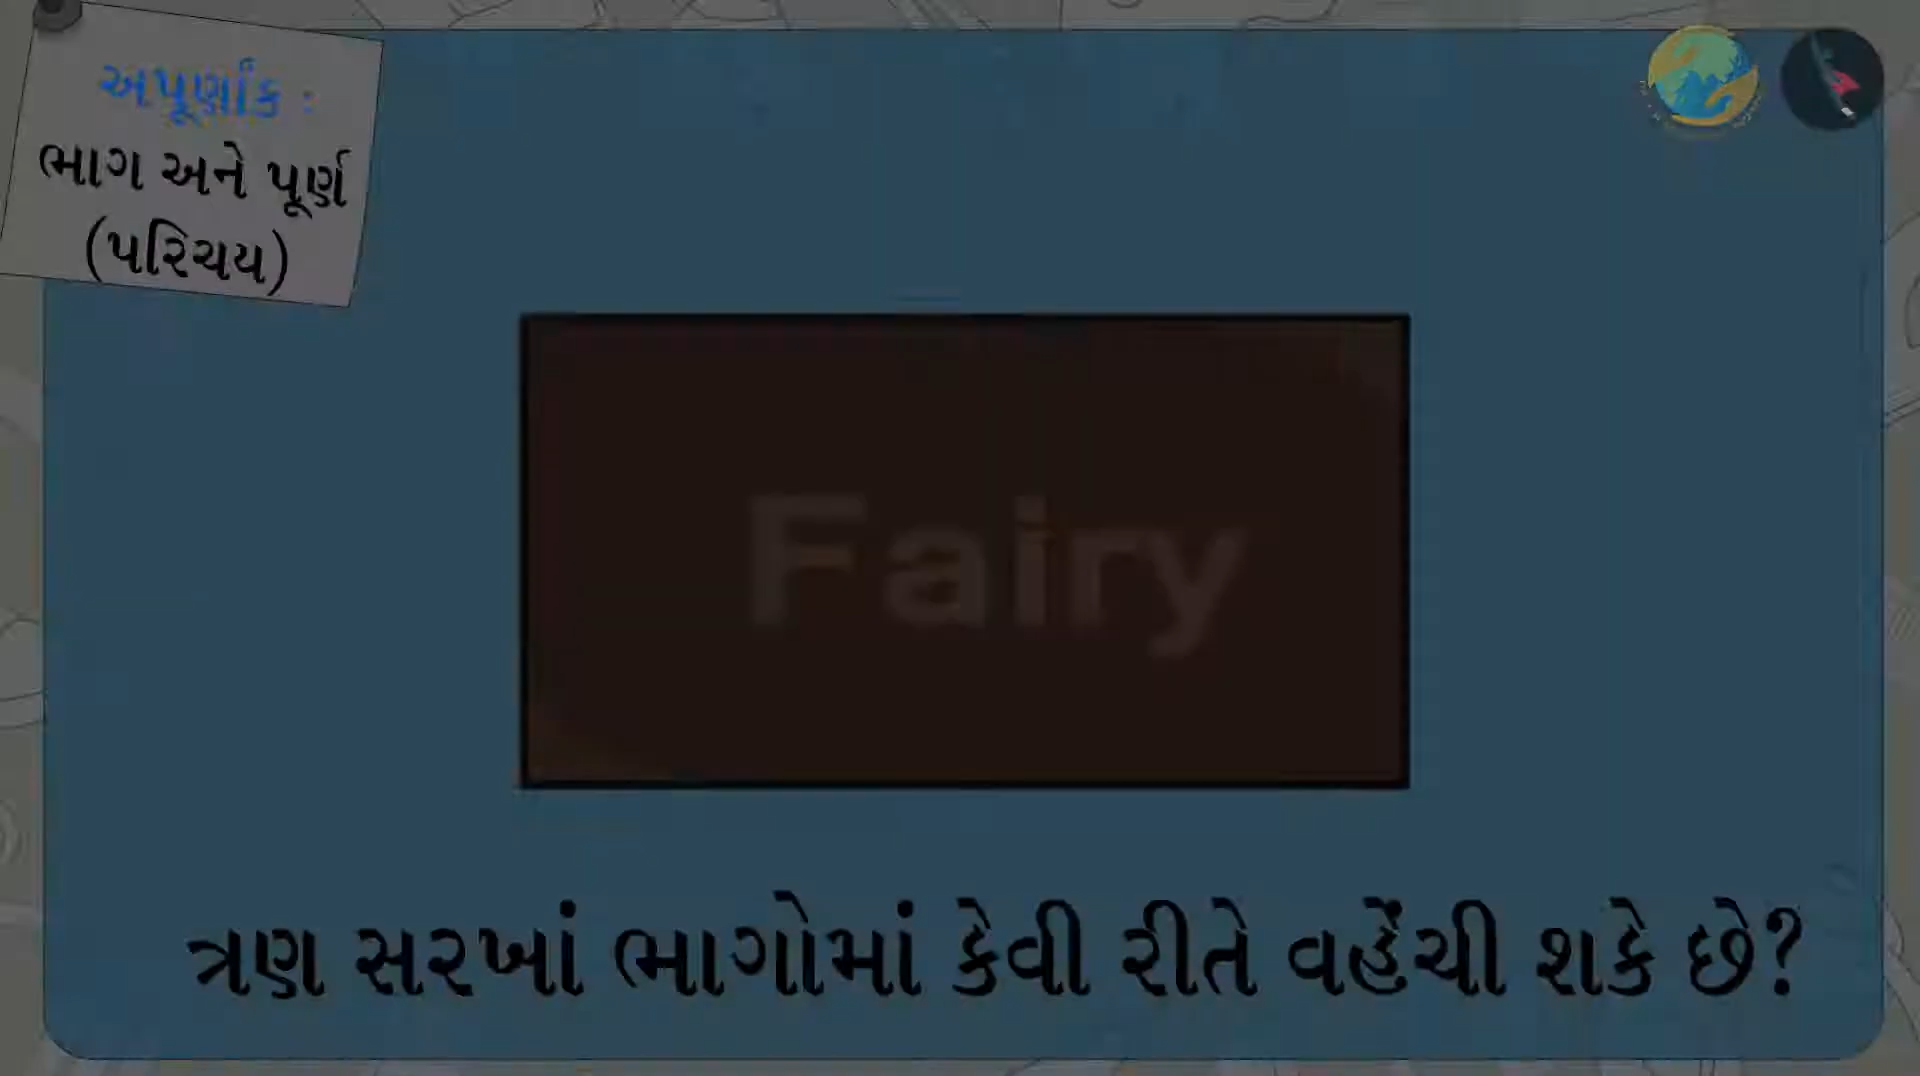 અપૂર્ણાંક :
ભાગ અને પૂર્ણ
(પરિચય)
Fairy
ત્રણ સરખાં ભાગોમાં કેવી રીતે વહેંચી શકે છે?